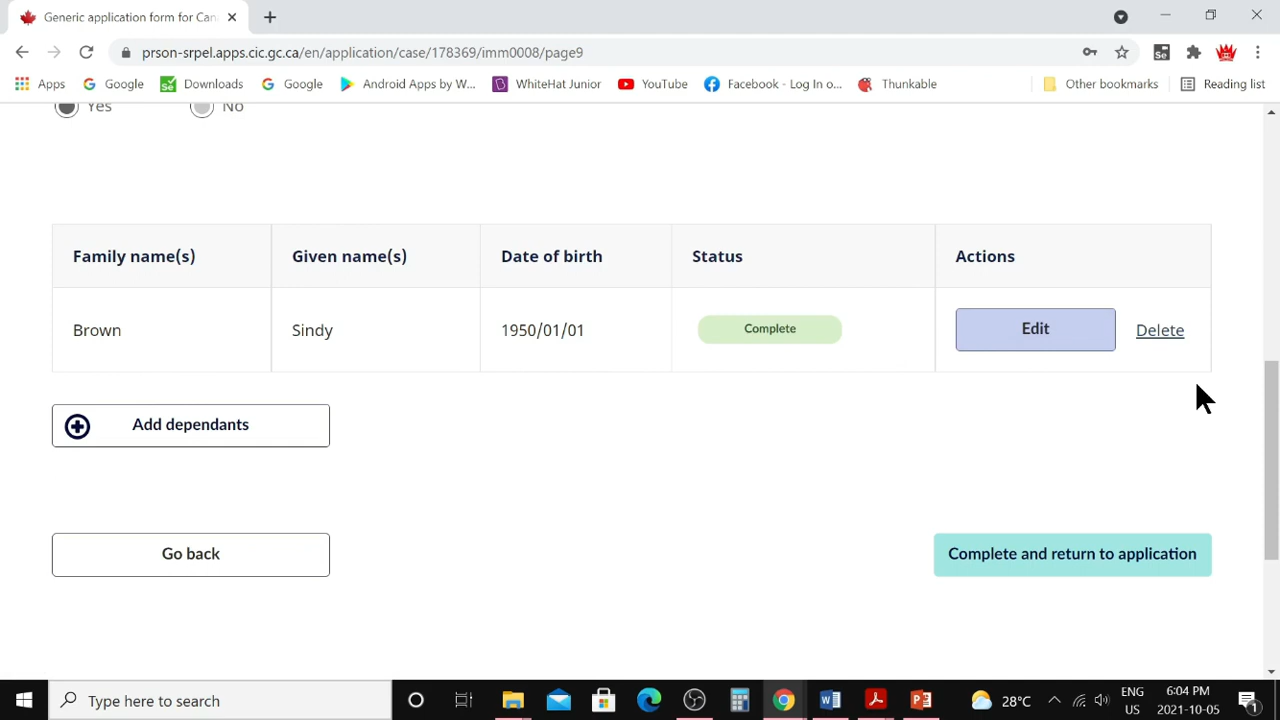 Generic application form for Can
prson-srpel.apps.cic.gc.ca/en/application/case/178369/imm0008/page9
Se
Apps Google Downloads Google Android Apps by W... WhiteHat Junior YouTube Facebook - Log In o... Thunkable Other bookmarks Reading list
Yes No
Family name(s) Given name(s) Date of birth Status Actions
Brown Sindy 1950/01/01 Complete Edit Delete
Add dependants
Go back Complete and return to application
Type here to search 28°C ENG US 6:04 PM 2021-10-05 1